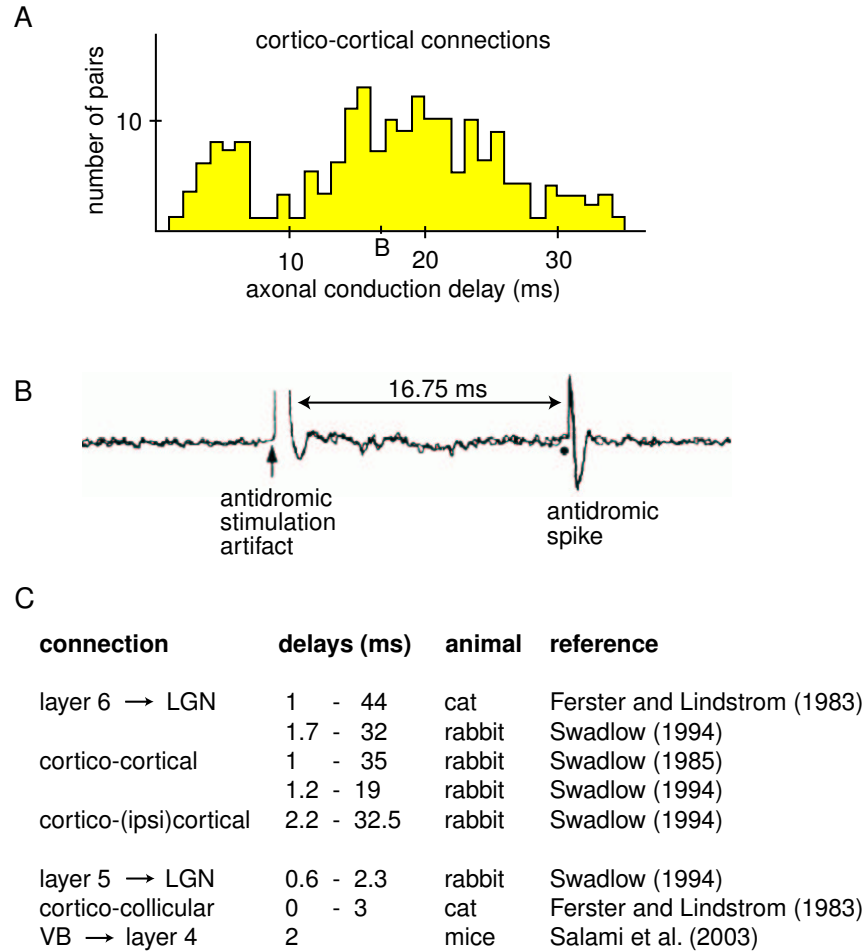 A
cortico-cortical connections
number of pairs
10
10 B 20 30
axonal conduction delay (ms)
B
16.75 ms
antidromic
stimulation
artifact
antidromic
spike
C
connection delays (ms) animal reference
layer 6 → LGN 1 - 44 cat Ferster and Lindstrom (1983)
1.7 - 32 rabbit Swadlow (1994)
cortico-cortical 1 - 35 rabbit Swadlow (1985)
1.2 - 19 rabbit Swadlow (1994)
cortico-(ipsi)cortical 2.2 - 32.5 rabbit Swadlow (1994)
layer 5 → LGN 0.6 - 2.3 rabbit Swadlow (1994)
cortico-collicular 0 - 3 cat Ferster and Lindstrom (1983)
VB → layer 4 2 mice Salami et al. (2003)